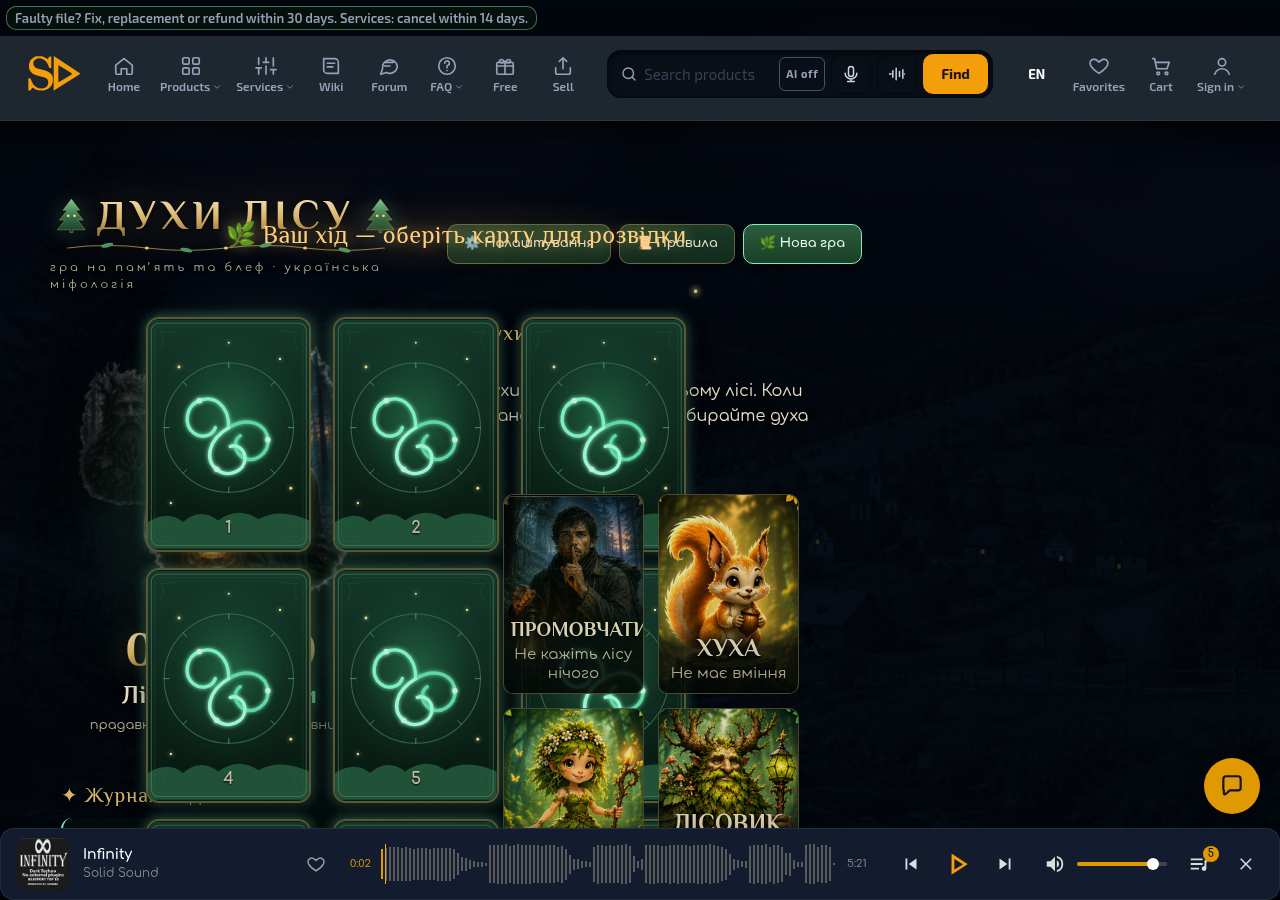 Faulty file? Fix, replacement or refund within 30 days. Services: cancel within 14 days.
Home
Products
Services
Wiki
Forum
FAQ
Free
Sell
Search products
AI off
Find
EN
Favorites
Cart
Sign in
ДУХИ ЛІСУ
🌿 Ваш хід — оберіть карту для розвідки
Налаштування
Правила
Нова гра
гра на пам'ять та блеф · українська
міфологія
ьому лісі. Коли
бирайте духа
1
2
ПРОМОВЧАТИ
Не кажіть лісу
нічого
ХУХА
Не має вміння
4
5
ЛІСОВИК
INFINITY
Infinity
Solid Sound
0:02
5:21
5